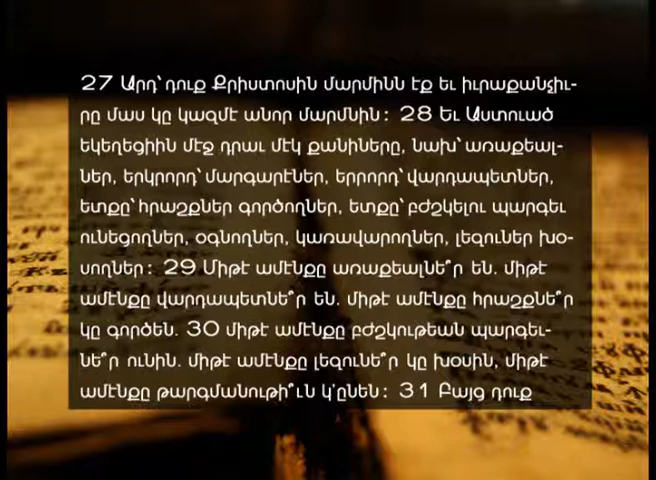 27 Արդ՝ դուք Քրիստոսին մարմինն էք եւ իւրաքանչիւ-
րը մաս կը կազմէ անոր մարմնին: 28 Եւ Աստուած
եկեղեցիին մէջ դրաւ մէկ քանիները, նախ՝ առաքեալ-
ներ, երկրորդ՝ մարգարէներ, երրորդ՝ վարդապետներ,
ետքը՝ հրաշքներ գործողներ, ետքը՝ բժշկելու պարգեւ
ունեցողներ, օգնողներ, կառավարողներ, լեզուներ խօ-
սողներ: 29 Միթէ ամէնքը առաքեալնե՞ր են. միթէ
ամէնքը վարդապետնե՞ր են. միթէ ամէնքը հրաշքնե՞ր
կը գործեն. 30 միթէ ամէնքը բժշկութեան պարգեւ-
նե՞ր ունին. միթէ ամէնքը լեզունե՞ր կը խօսին, միթէ
ամէնքը թարգմանութի՞ւն կ'ընեն: 31 Բայց դուք